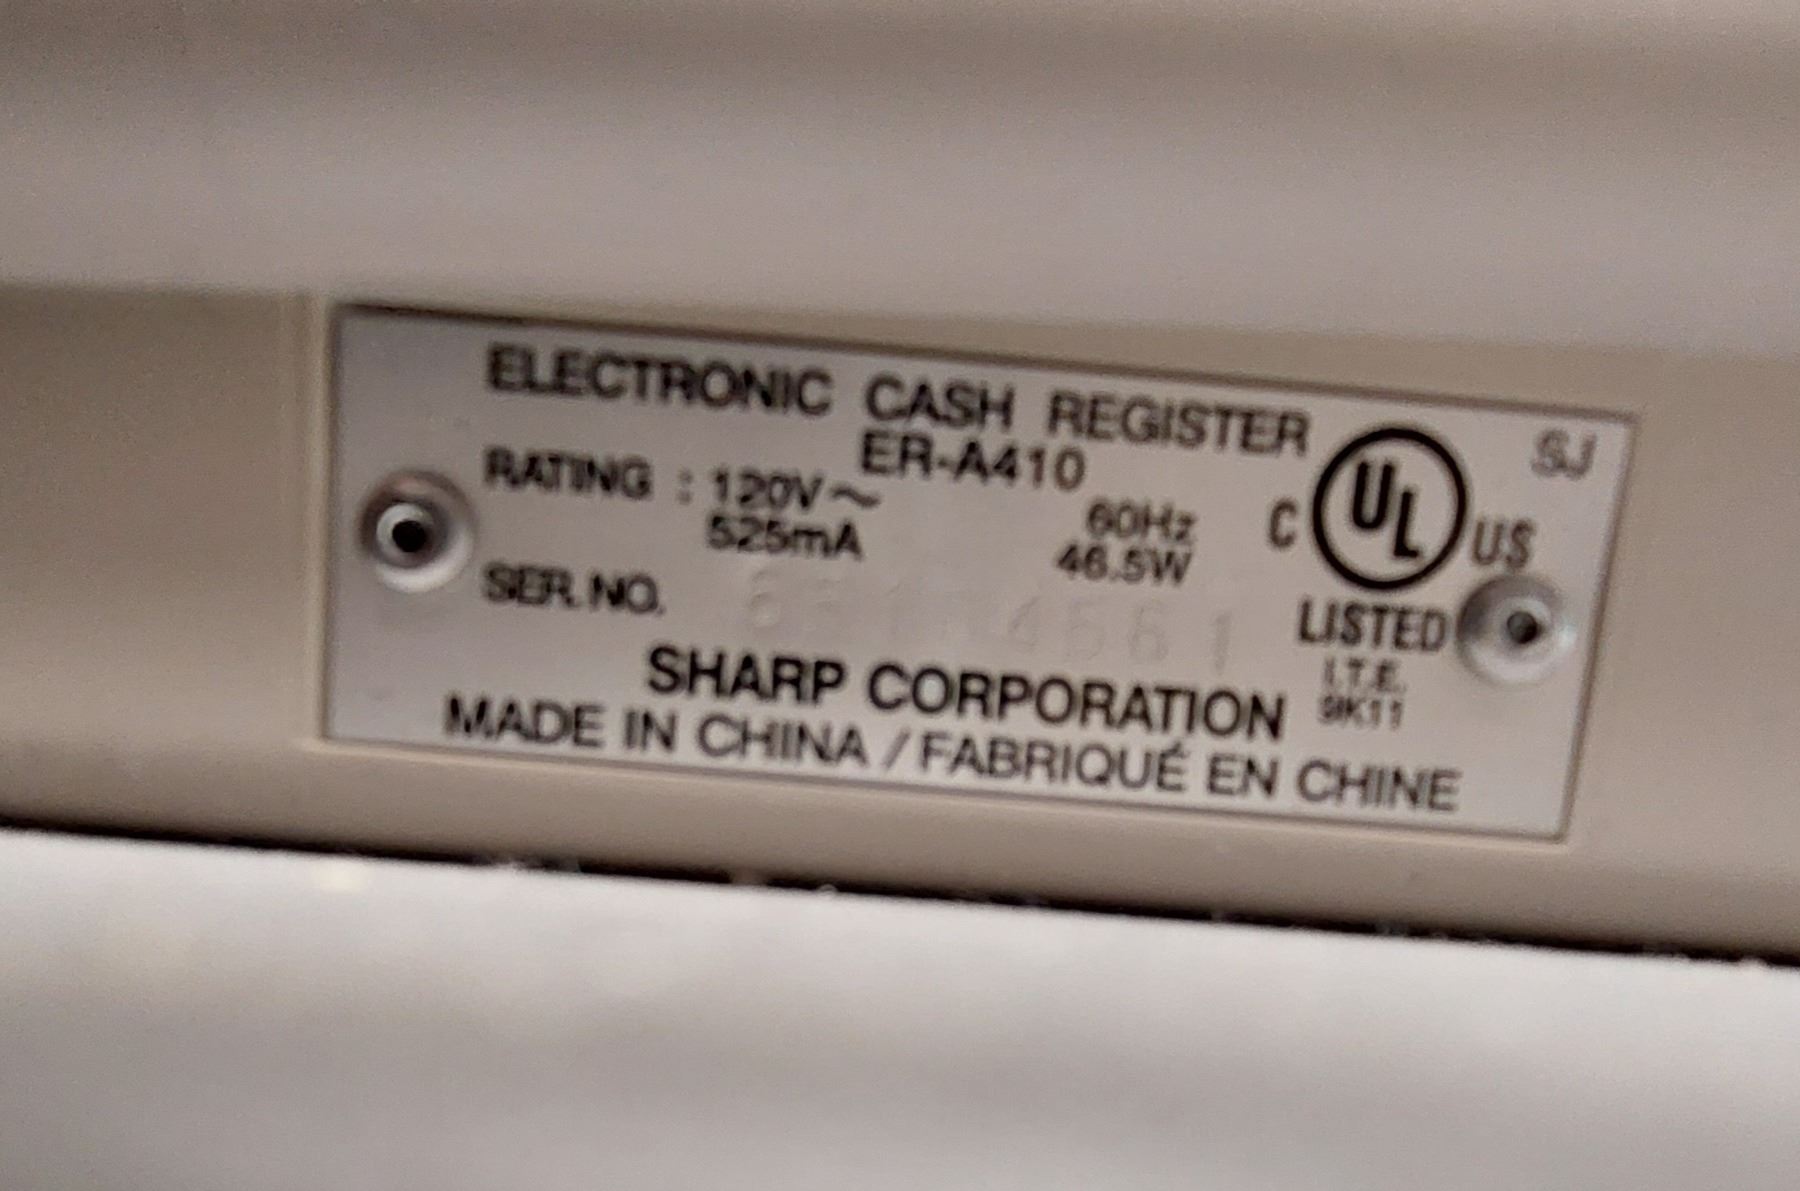 ELECTRONIC CASH REGISTER
ER-A410
SJ
RATING : 120V~ 60Hz
525mA 46.5W
C UL US
LISTED
I.T.E.
9K11
SER. NO.
SHARP CORPORATION
MADE IN CHINA / FABRIQUÉ EN CHINE